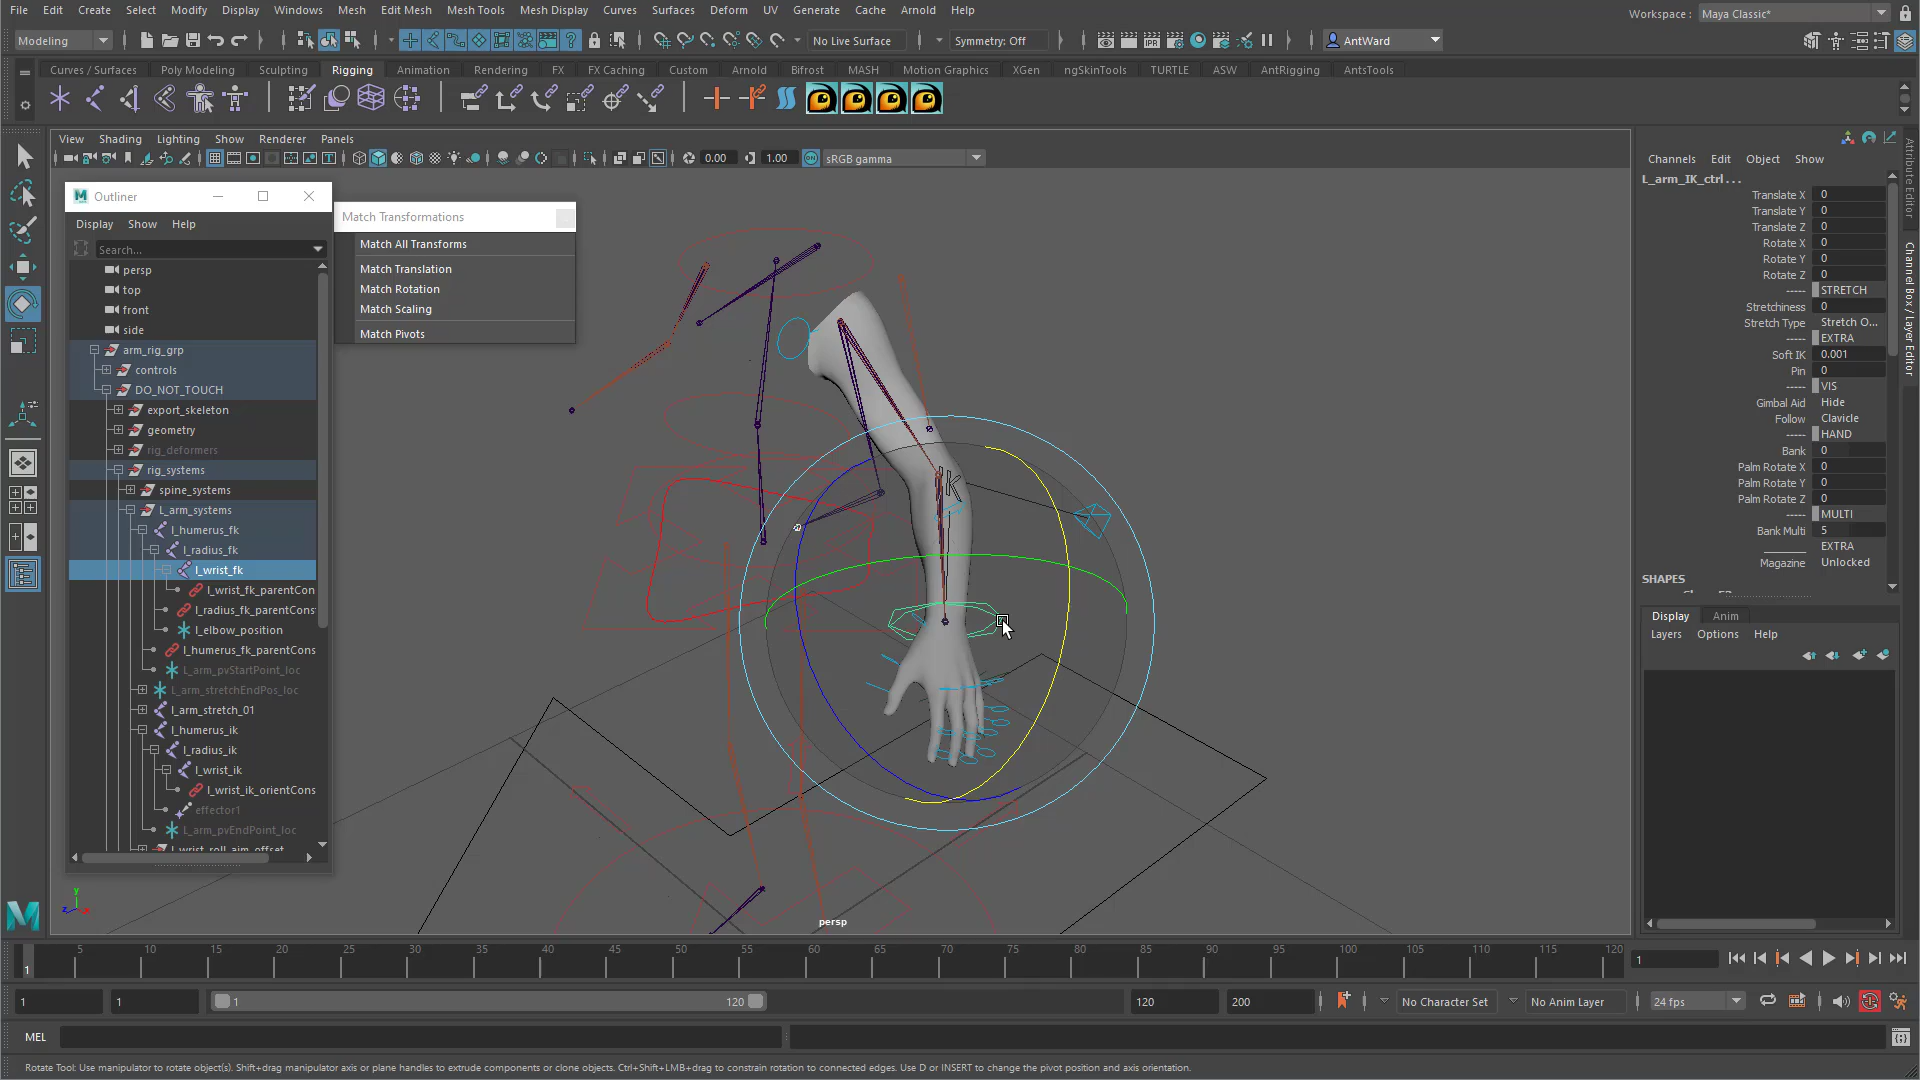 File Edit Create Select Modify Display Windows Mesh Edit Mesh Mesh Tools Mesh Display Curves Surfaces Deform UV Generate Cache Arnold Help
Workspace : Maya Classic*
Modeling No Live Surface Symmetry: Off AntWard
Curves / Surfaces Poly Modeling Sculpting Rigging Animation Rendering FX FX Caching Custom Arnold Bifrost MASH Motion Graphics XGen ngSkinTools TURTLE ASW AntRigging AntsTools
IPR
View Shading Lighting Show Renderer Panels
0.00 1.00 ON sRGB gamma
Outliner
Display Show Help
Search...
persp
top
front
side
arm_rig_grp
controls
DO_NOT_TOUCH
export_skeleton
geometry
rig_deformers
rig_systems
spine_systems
L_arm_systems
l_humerus_fk
l_radius_fk
l_wrist_fk
l_wrist_fk_parentCon
l_radius_fk_parentCons
l_elbow_position
l_humerus_fk_parentCons
L_arm_pvStartPoint_loc
L_arm_stretchEndPos_loc
L_arm_stretch_01
l_humerus_ik
l_radius_ik
l_wrist_ik
l_wrist_ik_orientCons
effector1
L_arm_pvEndPoint_loc
l_wrist_roll_aim_offset
Match Transformations
Match All Transforms
Match Translation
Match Rotation
Match Scaling
Match Pivots
Ik
persp
y
z x
Channels Edit Object Show
L_arm_IK_ctrl...
Translate X 0
Translate Y 0
Translate Z 0
Rotate X 0
Rotate Y 0
Rotate Z 0
----- STRETCH
Stretchiness 0
Stretch Type Stretch O...
----- EXTRA
Soft IK 0.001
Pin 0
----- VIS
Gimbal Aid Hide
Follow Clavicle
----- HAND
Bank 0
Palm Rotate X 0
Palm Rotate Y 0
Palm Rotate Z 0
----- MULTI
Bank Multi 5
________ EXTRA
Magazine Unlocked
SHAPES
Attribute Editor
Channel Box / Layer Editor
Display Anim
Layers Options Help
5 10 15 20 25 30 35 40 45 50 55 60 65 70 75 80 85 90 95 100 105 110 115 120
1 1
1 1 1 120 120 200 No Character Set No Anim Layer 24 fps
MEL
Rotate Tool: Use manipulator to rotate object(s). Shift+drag manipulator axis or plane handles to extrude components or clone objects. Ctrl+Shift+LMB+drag to constrain rotation to connected edges. Use D or INSERT to change the pivot position and axis orientation.